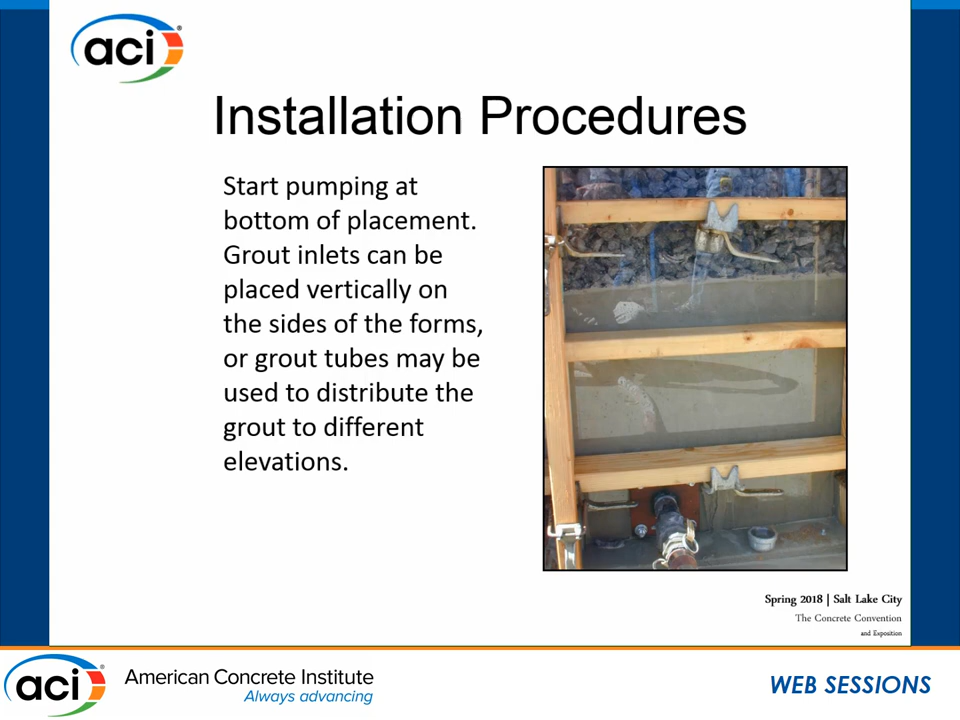 aci®
Installation Procedures
Start pumping at
bottom of placement.
Grout inlets can be
placed vertically on
the sides of the forms,
or grout tubes may be
used to distribute the
grout to different
elevations.
Spring 2018 | Salt Lake City
The Concrete Convention
and Exposition
aci®
American Concrete Institute
Always advancing
WEB SESSIONS